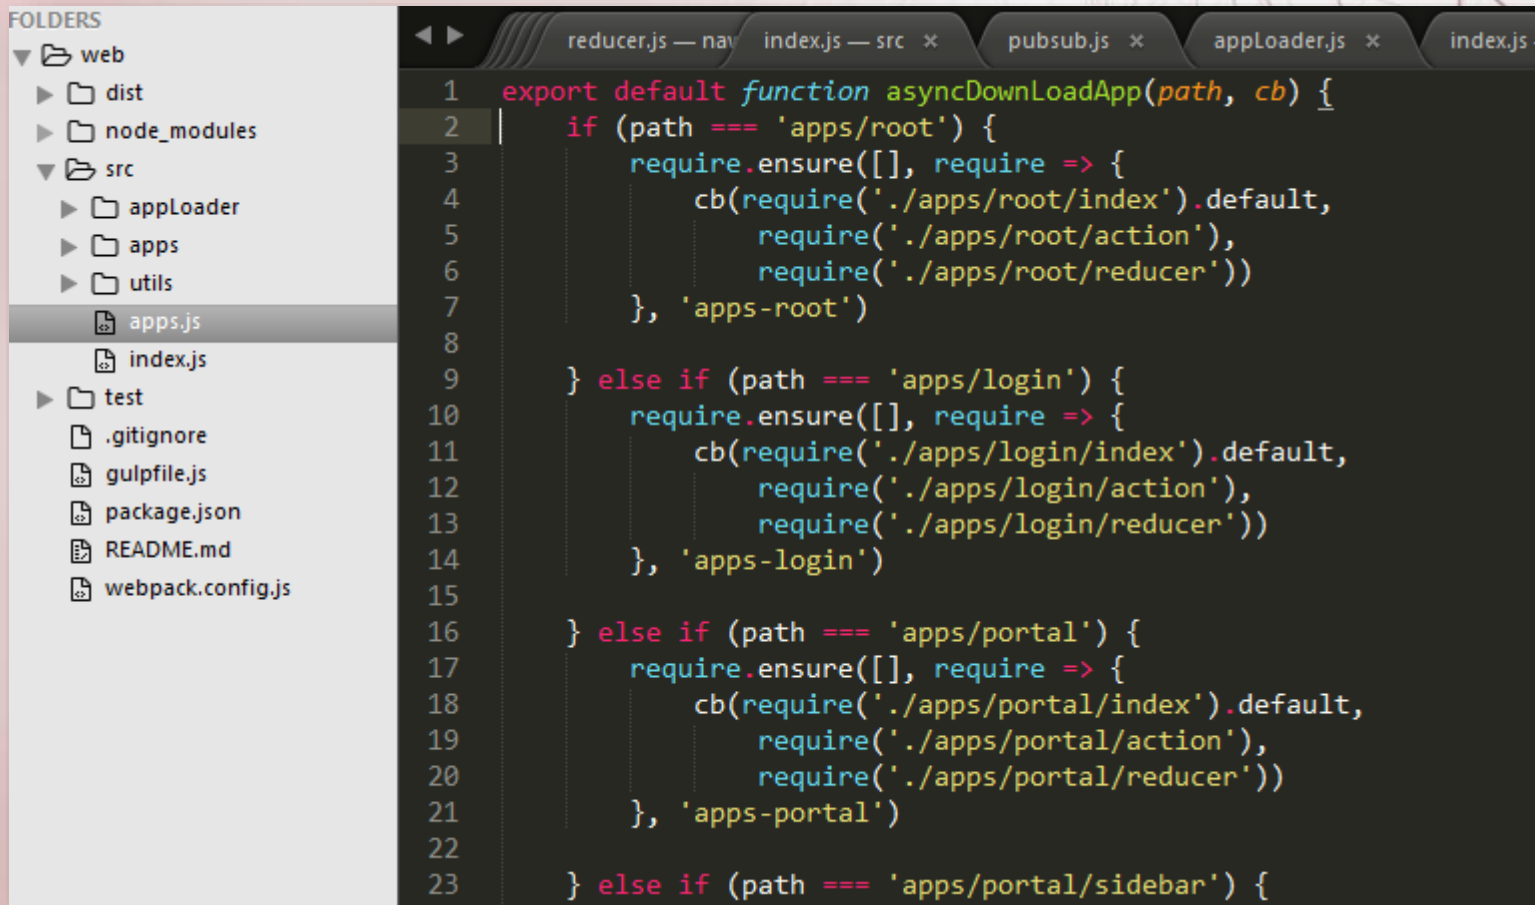 FOLDERS
web
dist
node_modules
src
appLoader
apps
utils
apps.js
index.js
test
.gitignore
gulpfile.js
package.json
README.md
webpack.config.js
reducer.js — nav index.js — src × pubsub.js × appLoader.js × index.js
1 export default function asyncDownLoadApp(path, cb) {
2     if (path === 'apps/root') {
3         require.ensure([], require => {
4             cb(require('./apps/root/index').default,
5                 require('./apps/root/action'),
6                 require('./apps/root/reducer'))
7         }, 'apps-root')
8
9     } else if (path === 'apps/login') {
10         require.ensure([], require => {
11             cb(require('./apps/login/index').default,
12                 require('./apps/login/action'),
13                 require('./apps/login/reducer'))
14         }, 'apps-login')
15
16     } else if (path === 'apps/portal') {
17         require.ensure([], require => {
18             cb(require('./apps/portal/index').default,
19                 require('./apps/portal/action'),
20                 require('./apps/portal/reducer'))
21         }, 'apps-portal')
22
23     } else if (path === 'apps/portal/sidebar') {